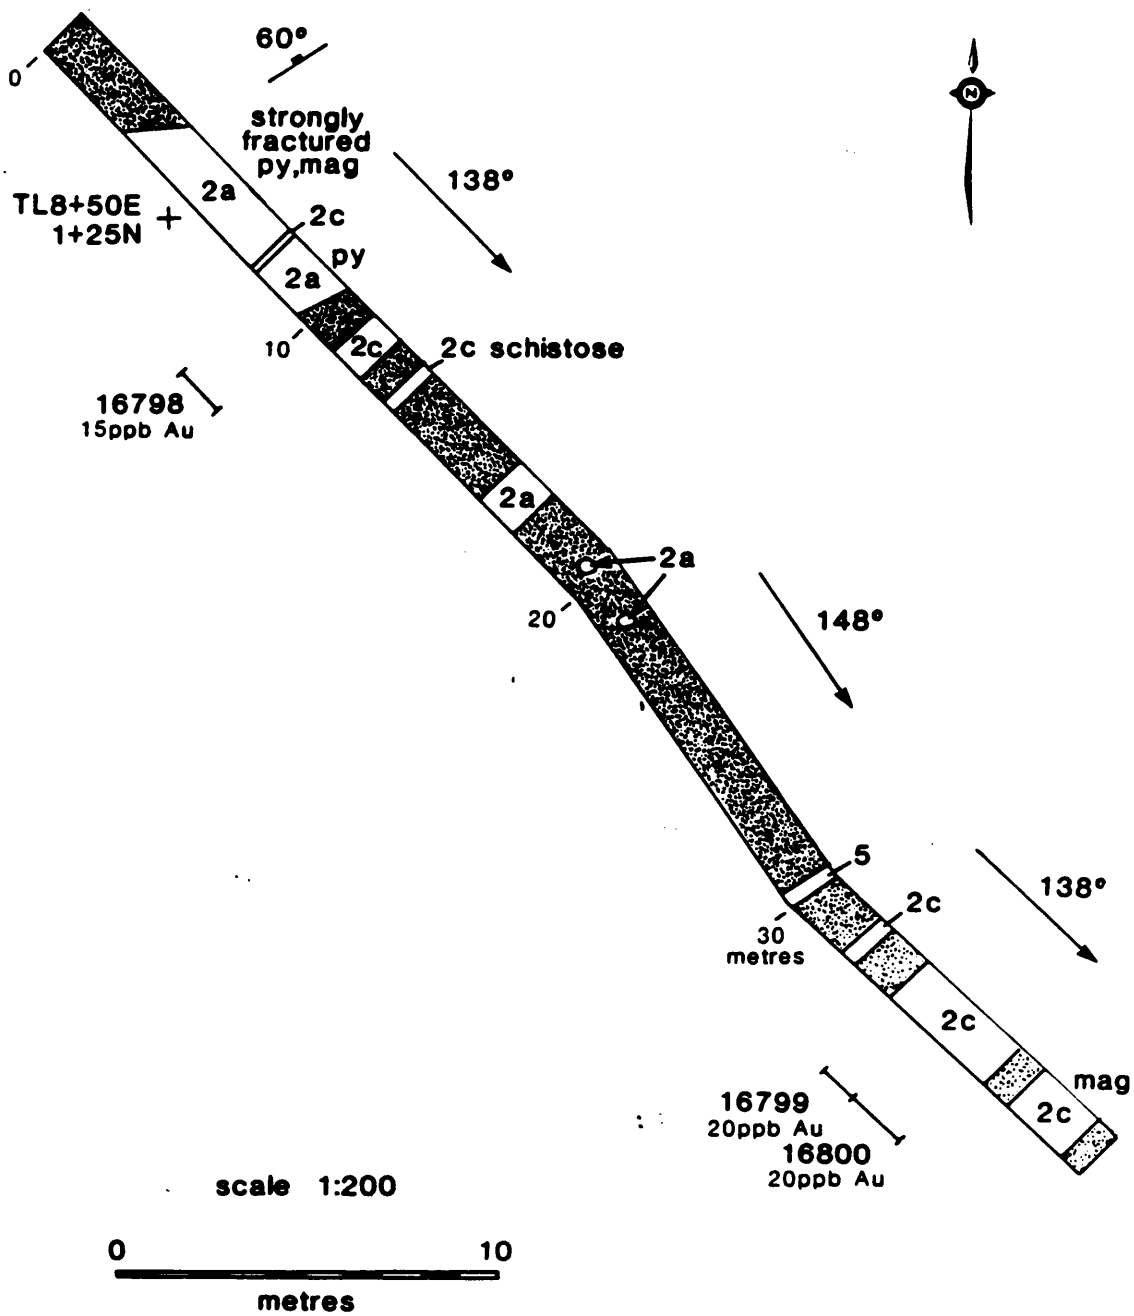 60°
0
strongly
fractured
py,mag
N
138°
2a
TL8+50E
1+25N
2c
py
2a
10
2c
2c schistose
16798
15ppb Au
2a
2a
20
148°
5
2c
138°
30
metres
2c
mag
2c
16799
20ppb Au
16800
20ppb Au
scale 1:200
0 10
metres